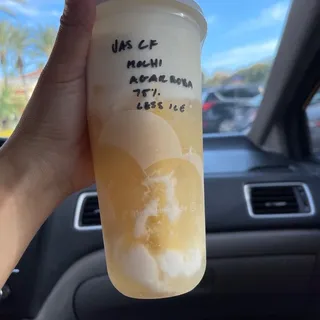 JAS CF
MOCHI
AGAR BOBA
75%
LESS ICE